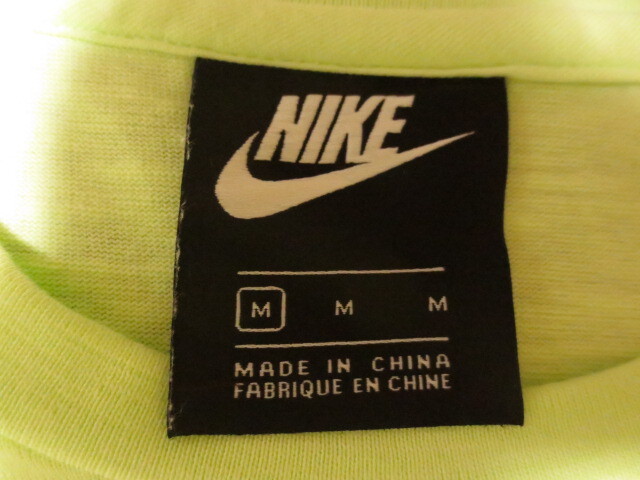 NIKE
M M M
MADE IN CHINA
FABRIQUE EN CHINE